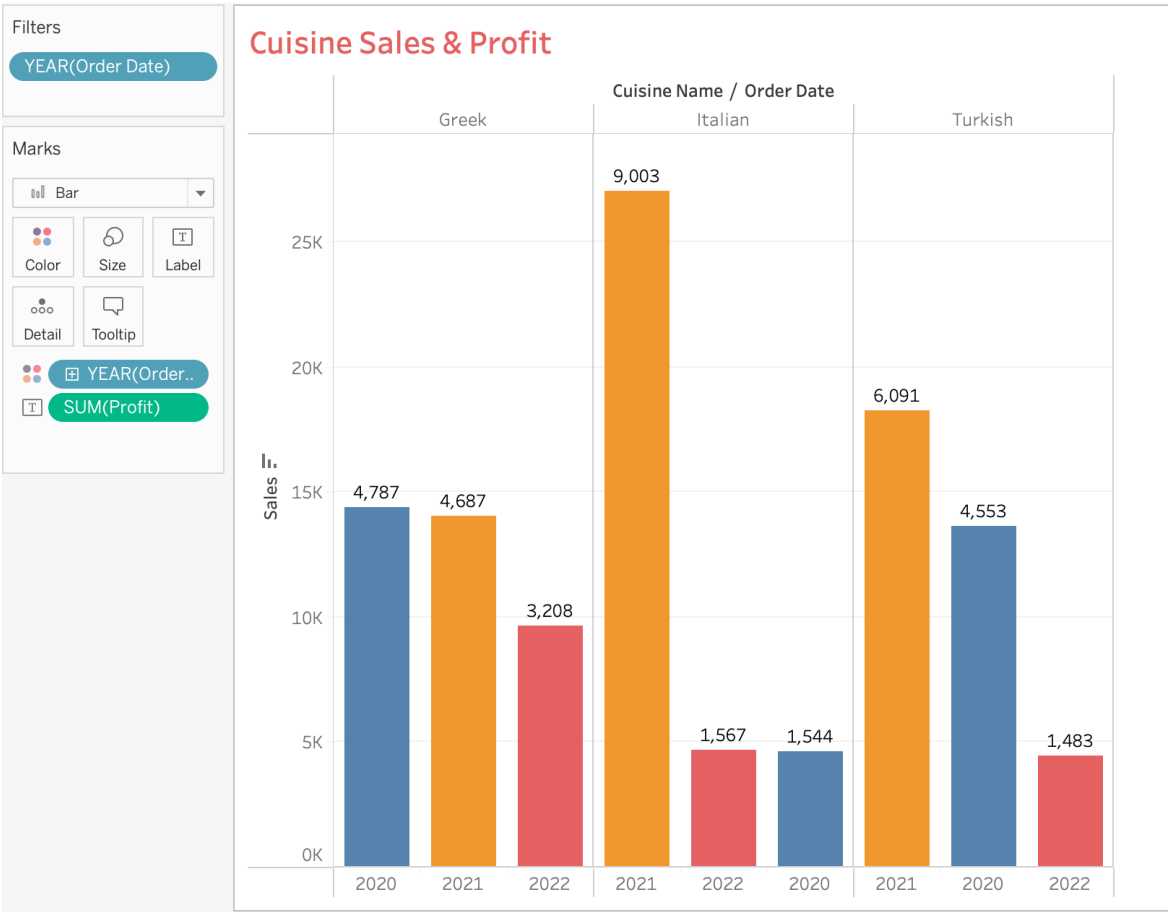 Filters
YEAR(Order Date)
Marks
Bar
Color Size Label
T
Detail Tooltip
YEAR(Order..
T SUM(Profit)
Cuisine Sales & Profit
Cuisine Name / Order Date
Greek Italian Turkish
Sales
25K
20K
15K
10K
5K
0K
4,787 4,687 3,208
9,003 1,567 1,544
6,091 4,553 1,483
2020 2021 2022 2021 2022 2020 2021 2020 2022